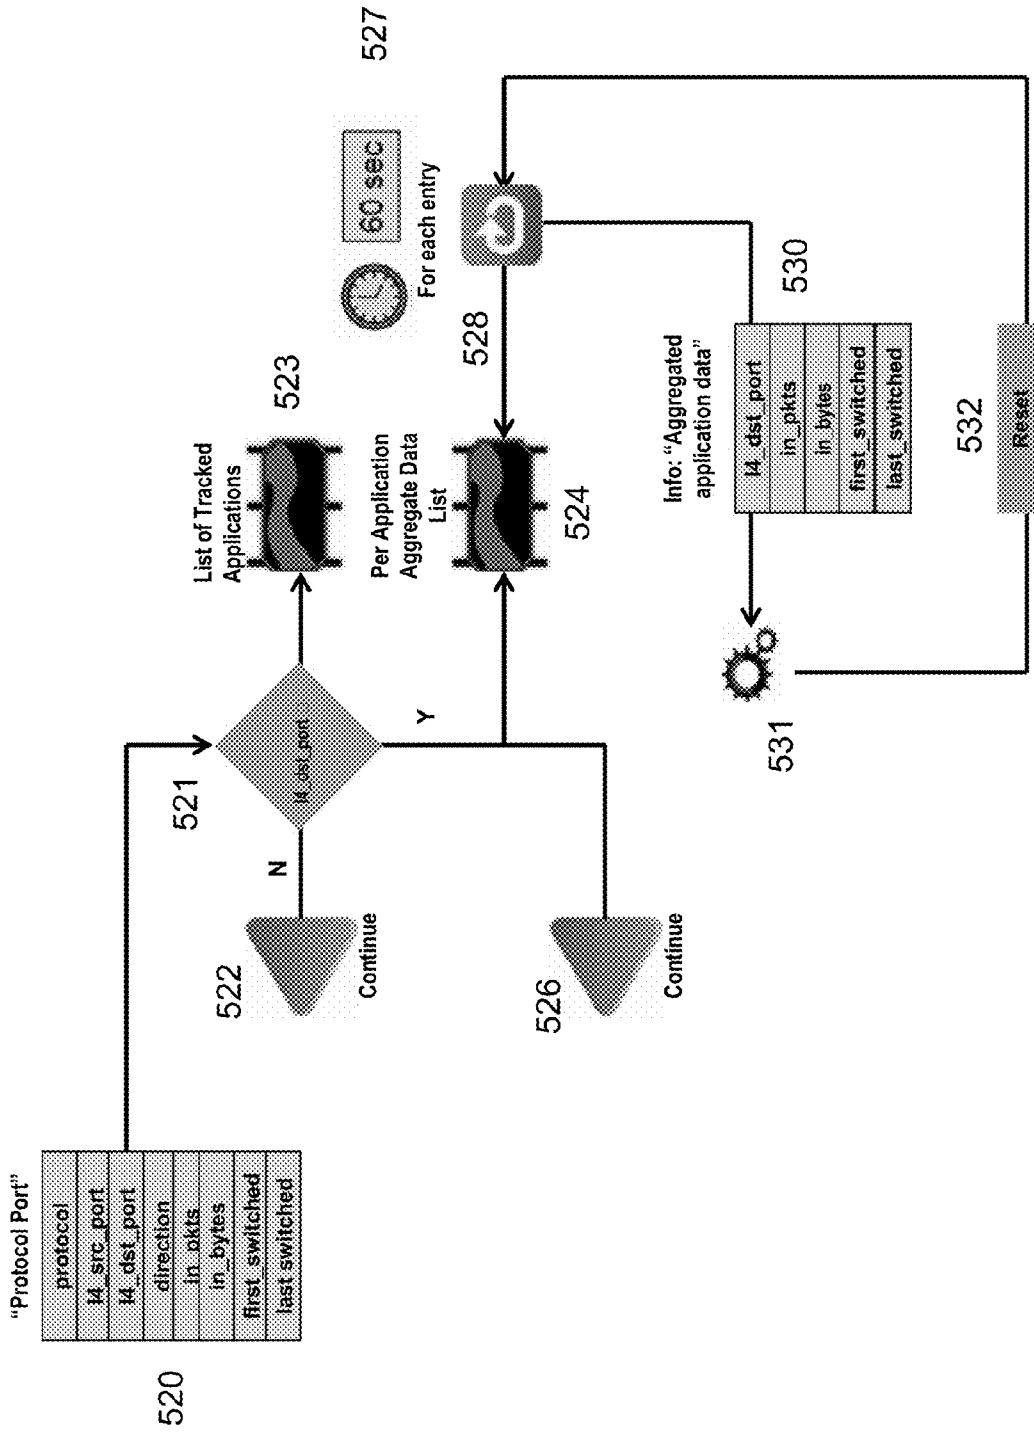 "Protocol Port"
protocol
l4_src_port
l4_dst_port
direction
in_pkts
in_bytes
first_switched
last switched
520
521
l4_dst_port
N
Y
522
Continue
526
Continue
List of Tracked
Applications
523
Per Application
Aggregate Data
List
524
527
60 sec
For each entry
528
Info: "Aggregated
application data"
l4_dst_port
in_pkts
in_bytes
first_switched
last_switched
530
531
532
Reset